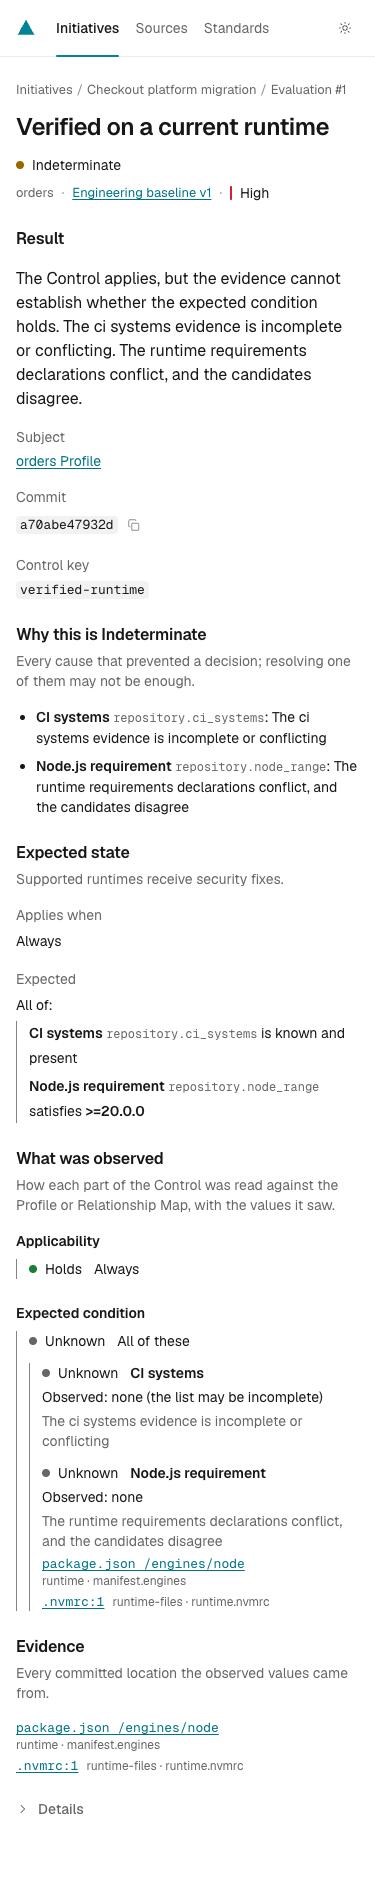 Initiatives Sources Standards
Initiatives / Checkout platform migration / Evaluation #1
Verified on a current runtime
Indeterminate
orders · Engineering baseline v1 · High
Result
The Control applies, but the evidence cannot
establish whether the expected condition
holds. The ci systems evidence is incomplete
or conflicting. The runtime requirements
declarations conflict, and the candidates
disagree.
Subject
orders Profile
Commit
a70abe47932d
Control key
verified-runtime
Why this is Indeterminate
Every cause that prevented a decision; resolving one
of them may not be enough.
• CI systems repository.ci_systems: The ci
systems evidence is incomplete or conflicting
• Node.js requirement repository.node_range: The
runtime requirements declarations conflict, and
the candidates disagree
Expected state
Supported runtimes receive security fixes.
Applies when
Always
Expected
All of:
CI systems repository.ci_systems is known and
present
Node.js requirement repository.node_range
satisfies >=20.0.0
What was observed
How each part of the Control was read against the
Profile or Relationship Map, with the values it saw.
Applicability
Holds Always
Expected condition
Unknown All of these
Unknown CI systems
Observed: none (the list may be incomplete)
The ci systems evidence is incomplete or
conflicting
Unknown Node.js requirement
Observed: none
The runtime requirements declarations conflict,
and the candidates disagree
package.json /engines/node
runtime · manifest.engines
.nvmrc:1 runtime-files · runtime.nvmrc
Evidence
Every committed location the observed values came
from.
package.json /engines/node
runtime · manifest.engines
.nvmrc:1 runtime-files · runtime.nvmrc
Details